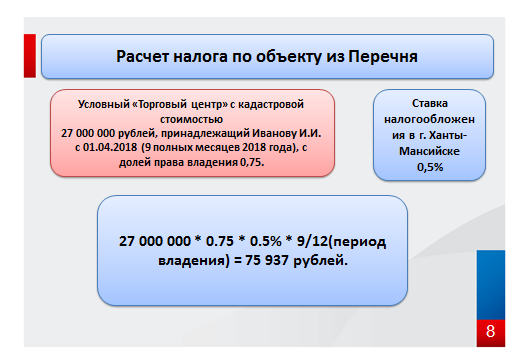 Расчет налога по объекту из Перечня
Условный «Торговый центр» с кадастровой
стоимостью
27 000 000 рублей, принадлежащий Иванову И.И.
с 01.04.2018 (9 полных месяцев 2018 года), с
долей права владения 0,75.
Ставка
налогообложен
ия в г. Ханты-
Мансийске
0,5%
27 000 000 * 0.75 * 0.5% * 9/12(период
владения) = 75 937 рублей.
8